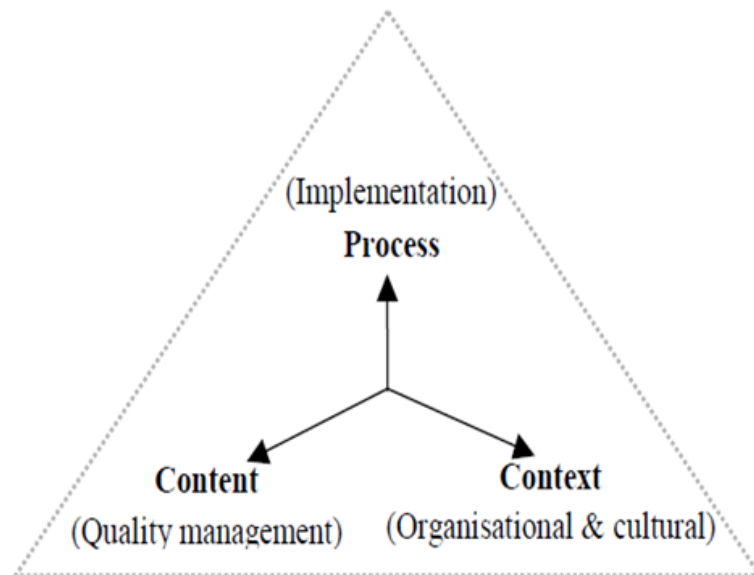 (Implementation)
Process
Content
(Quality management)
Context
(Organisational & cultural)